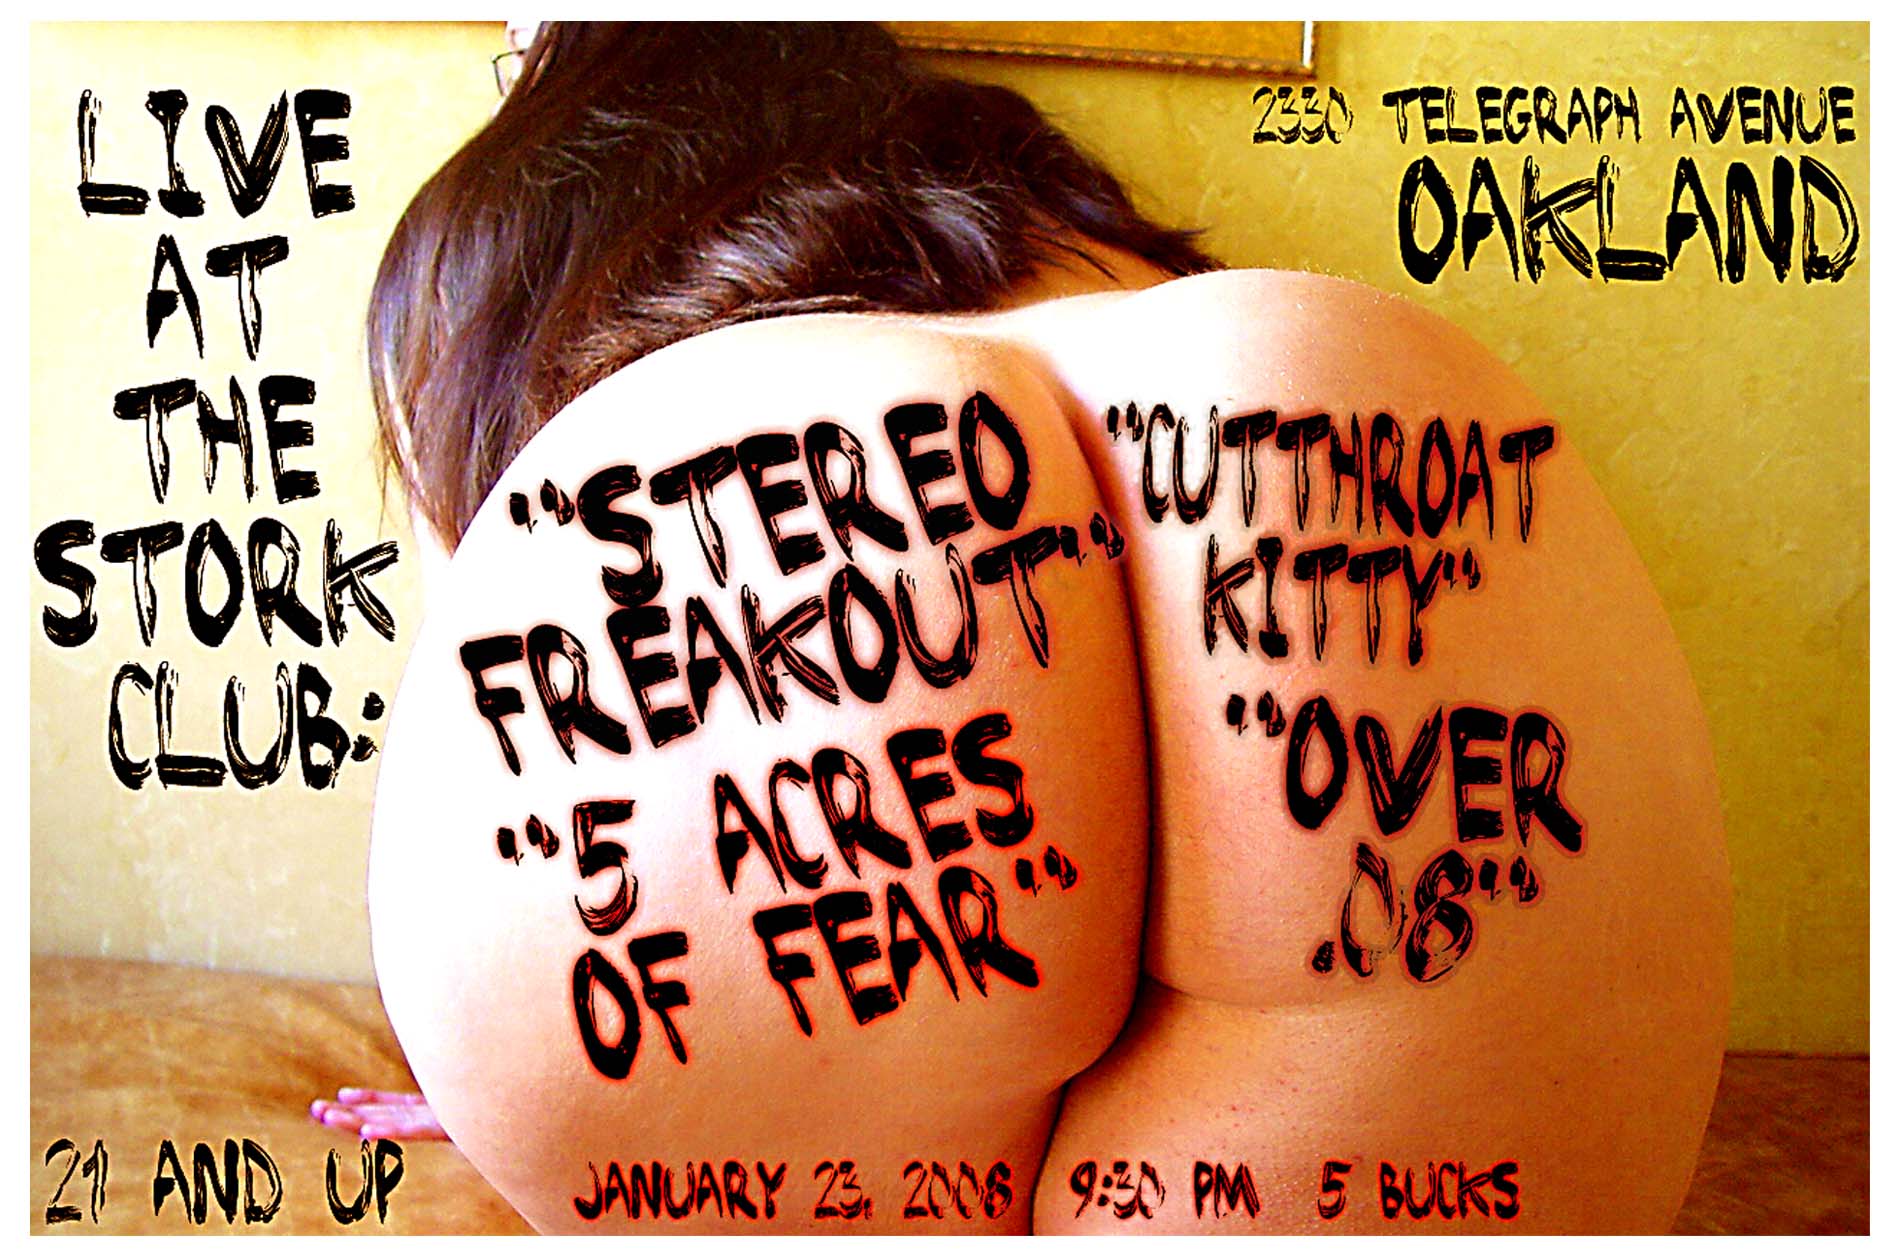 LIVE
AT
THE
STORK
CLUB:
2330 TELEGRAPH AVENUE
OAKLAND
"STEREO
FREAKOUT"
"5 ACRES
OF FEAR"
"CUTTHROAT
KITTY"
"OVER
.08"
21 AND UP
JANUARY 23, 2008 9:30 PM 5 BUCKS